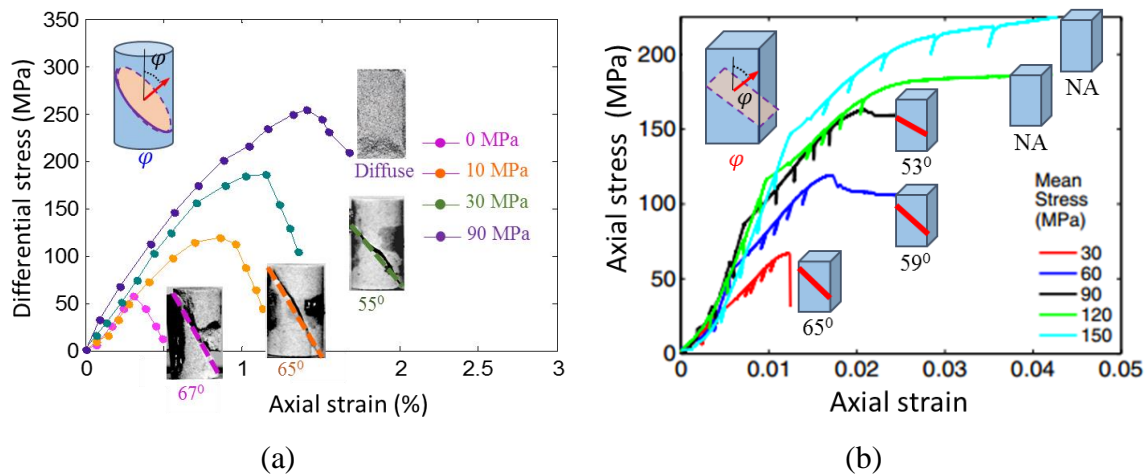 (a)
Differential stress (MPa)
350
300
250
200
150
100
50
0
0
1
2
3
Axial strain (%)
φ
φ
0 MPa
10 MPa
30 MPa
90 MPa
Diffuse
55⁰
65⁰
67⁰
(a)
(b)
Axial stress (MPa)
200
150
100
50
0
0
0.01
0.02
0.03
0.04
0.05
Axial strain
φ
φ
NA
NA
53⁰
59⁰
65⁰
Mean
Stress
(MPa)
30
60
90
120
150
(b)